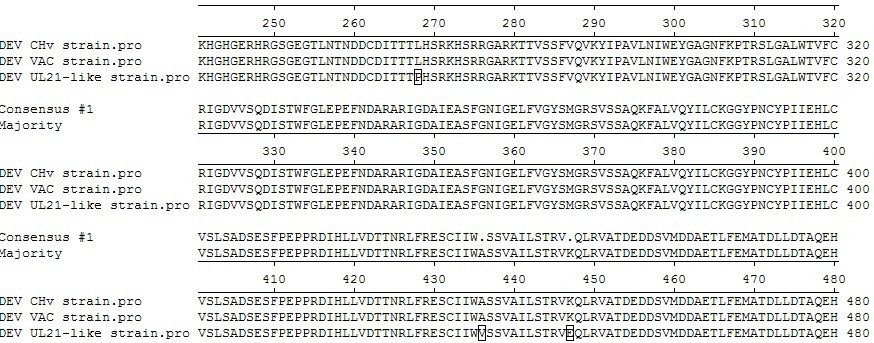 250 260 270 280 290 300 310 320
DEV CHv strain.pro KHGHGERHRGSGEGTLNTNDDCDITTTLHSRKHSRRGARKTTVSSFVQVKYIPAVLNIWEYGAGNFKPTRSLGALWTVFC 320
DEV VAC strain.pro KHGHGERHRGSGEGTLNTNDDCDITTTLHSRKHSRRGARKTTVSSFVQVKYIPAVLNIWEYGAGNFKPTRSLGALWTVFC 320
DEV UL21-like strain.pro KHGHGERHRGSGEGTLNTNDDCDITTTPHSRKHSRRGARKTTVSSFVQVKYIPAVLNIWEYGAGNFKPTRSLGALWTVFC 320
Consensus #1 RIGDVVSQDISTWFGLEPEFNDARARIGDAIEASFGNIGELFVGYSMGRSVSSAQKFALVQYILCKGGYPNCYPIIEHLC
Majority RIGDVVSQDISTWFGLEPEFNDARARIGDAIEASFGNIGELFVGYSMGRSVSSAQKFALVQYILCKGGYPNCYPIIEHLC
330 340 350 360 370 380 390 400
DEV CHv strain.pro RIGDVVSQDISTWFGLEPEFNDARARIGDAIEASFGNIGELFVGYSMGRSVSSAQKFALVQYILCKGGYPNCYPIIEHLC 400
DEV VAC strain.pro RIGDVVSQDISTWFGLEPEFNDARARIGDAIEASFGNIGELFVGYSMGRSVSSAQKFALVQYILCKGGYPNCYPIIEHLC 400
DEV UL21-like strain.pro RIGDVVSQDISTWFGLEPEFNDARARIGDAIEASFGNIGELFVGYSMGRSVSSAQKFALVQYILCKGGYPNCYPIIEHLC 400
Consensus #1 VSLSADSESFPEPPRDIHLLVDTTNRLFRESCIIW.SSVAILSTRV.QLRVATDEDDSVMDDAETLFEMATDLLDTAQEH
Majority VSLSADSESFPEPPRDIHLLVDTTNRLFRESCIIWASSVAILSTRVKQLRVATDEDDSVMDDAETLFEMATDLLDTAQEH
410 420 430 440 450 460 470 480
DEV CHv strain.pro VSLSADSESFPEPPRDIHLLVDTTNRLFRESCIIWASSVAILSTRVKQLRVATDEDDSVMDDAETLFEMATDLLDTAQEH 480
DEV VAC strain.pro VSLSADSESFPEPPRDIHLLVDTTNRLFRESCIIWASSVAILSTRVKQLRVATDEDDSVMDDAETLFEMATDLLDTAQEH 480
DEV UL21-like strain.pro VSLSADSESFPEPPRDIHLLVDTTNRLFRESCIIWVSSVAILSTRVEQLRVATDEDDSVMDDAETLFEMATDLLDTAQEH 480